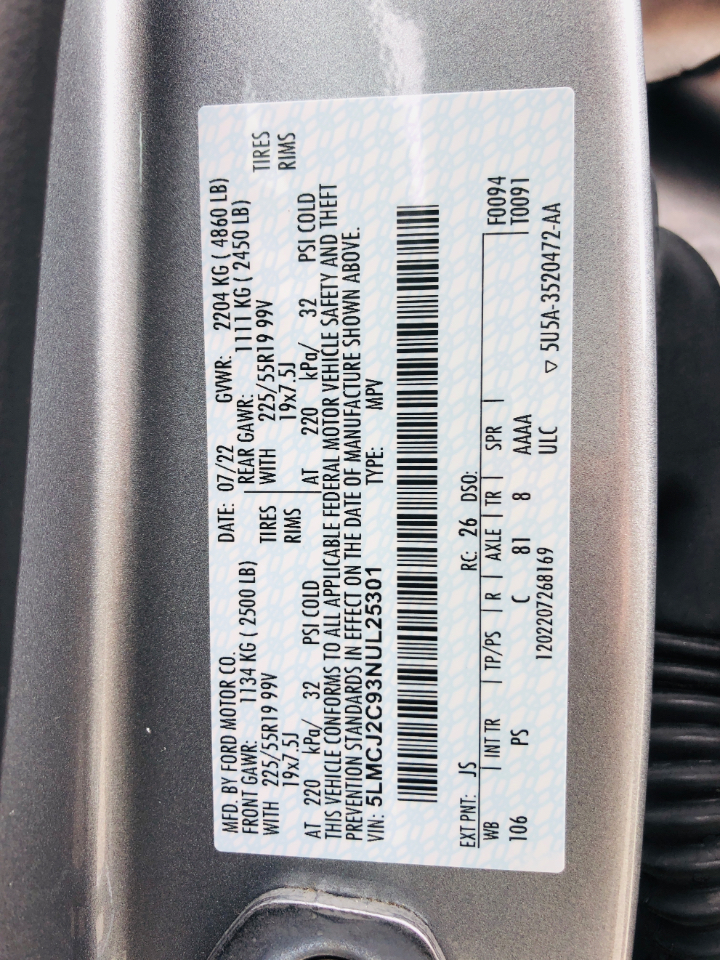 MFD. BY FORD MOTOR CO.
DATE: 07/22 GVWR: 2204 KG ( 4860 LB)
FRONT GAWR: 1134 KG ( 2500 LB) REAR GAWR: 1111 KG ( 2450 LB)
WITH 225/55R19 99V TIRES WITH 225/55R19 99V TIRES
19x7.5J RIMS 19x7.5J RIMS
AT 220 kPa/ 32 PSI COLD AT 220 kPa/ 32 PSI COLD
THIS VEHICLE CONFORMS TO ALL APPLICABLE FEDERAL MOTOR VEHICLE SAFETY AND THEFT
PREVENTION STANDARDS IN EFFECT ON THE DATE OF MANUFACTURE SHOWN ABOVE.
VIN: 5LMCJ2C93NUL25301 TYPE: MPV
EXT PNT: JS RC: 26 DSO: F0094
WB INT TR TP/PS R AXLE TR SPR T0091
106 PS C 81 8 AAAA
1202207268169 ULC ▽ 5U5A-3520472-AA